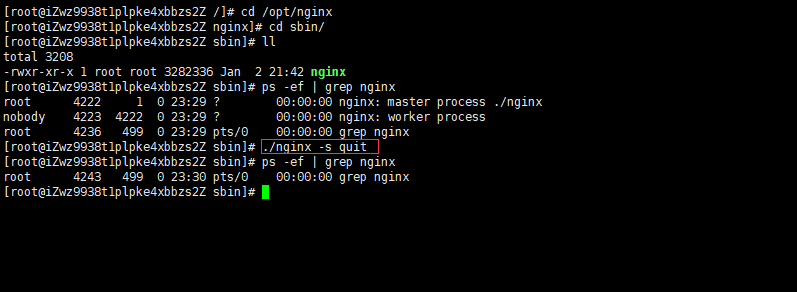 [root@iZwz9938t1plpke4xbbzs2Z /]# cd /opt/nginx
[root@iZwz9938t1plpke4xbbzs2Z nginx]# cd sbin/
[root@iZwz9938t1plpke4xbbzs2Z sbin]# ll
total 3208
-rwxr-xr-x 1 root root 3282336 Jan  2 21:42 nginx
[root@iZwz9938t1plpke4xbbzs2Z sbin]# ps -ef | grep nginx
root      4222     1  0 23:29 ?        00:00:00 nginx: master process ./nginx
nobody    4223  4222  0 23:29 ?        00:00:00 nginx: worker process
root      4236   499  0 23:29 pts/0    00:00:00 grep nginx
[root@iZwz9938t1plpke4xbbzs2Z sbin]# ./nginx -s quit
[root@iZwz9938t1plpke4xbbzs2Z sbin]# ps -ef | grep nginx
root      4243   499  0 23:30 pts/0    00:00:00 grep nginx
[root@iZwz9938t1plpke4xbbzs2Z sbin]#